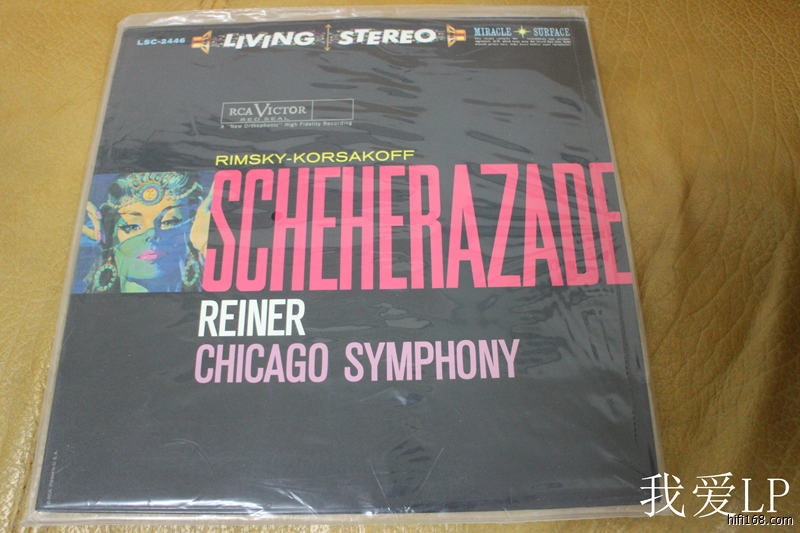 LSC-2446
LIVING STEREO
MIRACLE SURFACE
RCA VICTOR
RED SEAL
A "New Orthophonic" High Fidelity Recording
RIMSKY-KORSAKOFF
SCHEHERAZADE
REINER
CHICAGO SYMPHONY
我爱LP
hifi168.com